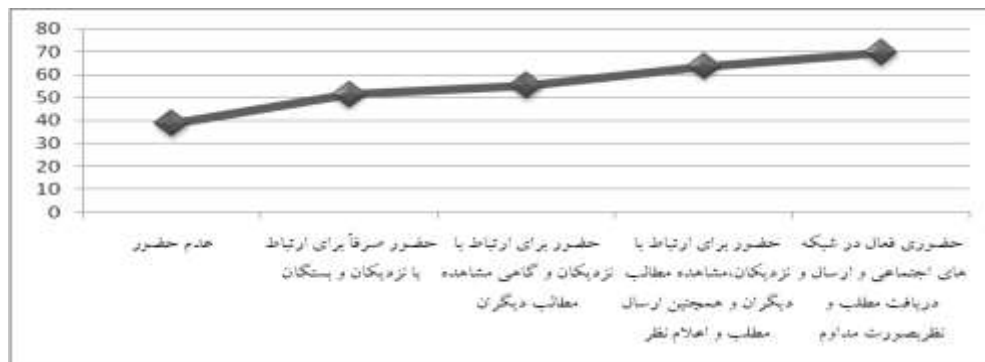 80
70
60
50
40
30
20
10
0
عدم حضور
حضور صرفاً برای ارتباط
با نزدیکان و بستگان
حضور برای ارتباط با
نزدیکان و گاهی مشاهده
مطالب دیگران
حضور برای ارتباط با
نزدیکان،مشاهده مطالب
دیگران و همچنین ارسال
مطلب و اعلام نظر
حضوری فعال در شبکه
های اجتماعی و ارسال و
دریافت مطلب و
نظربصورت مداوم